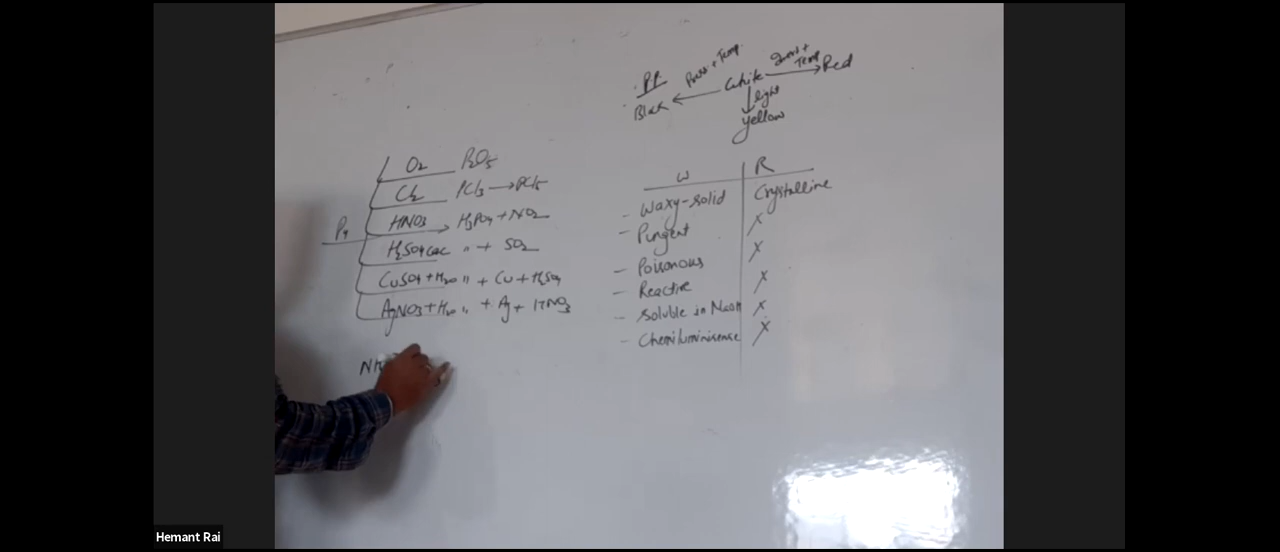 P.P.
Black
Press + Temp
White
Temp
Red
light
Yellow
P4
O2 P2O5
Cl2 PCl3 → PCl5
HNO3 H3PO4 + NO2
H2SO4 conc " + SO2
CuSO4 + H2O " + Cu + H2SO4
AgNO3 + H2O " + Ag + HNO3
W R
- Waxy-solid Crystalline
- Pungent X
- Poisonous X
- Reactive X
- Soluble in NaOH X
- Chemiluminisense X
Hemant Rai